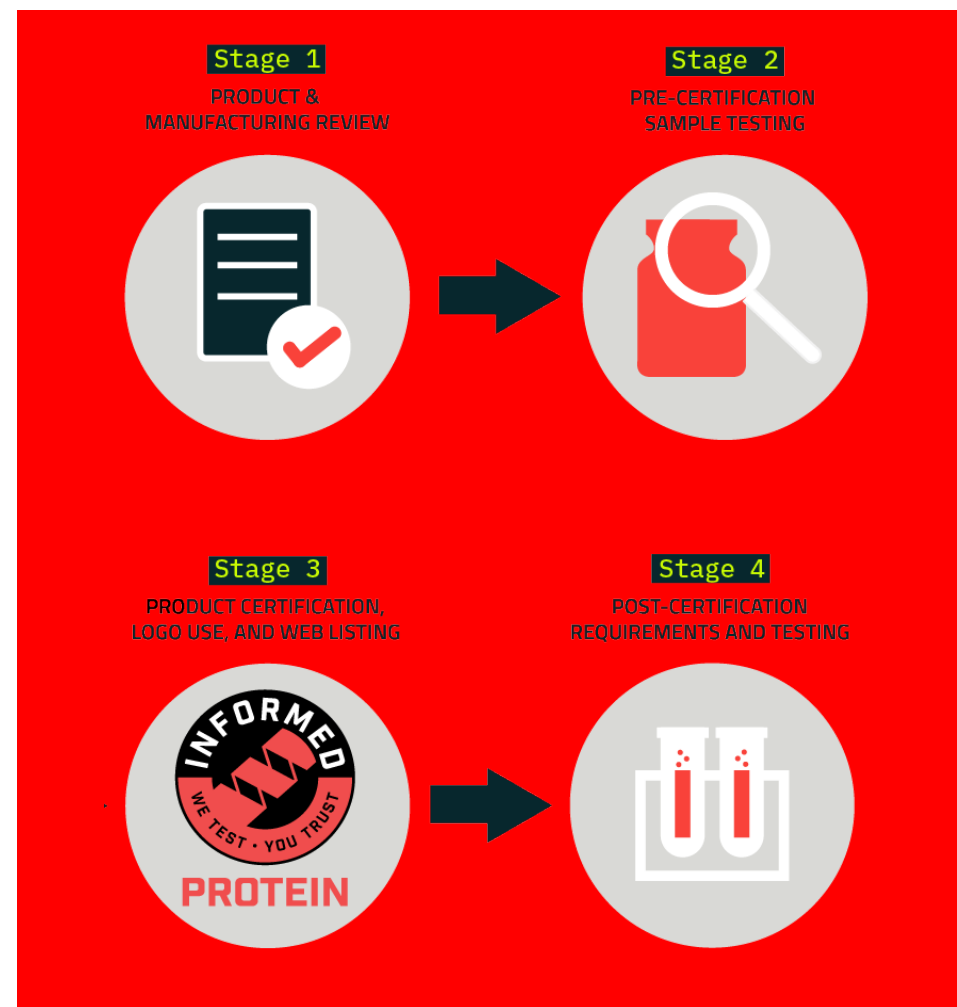 Stage 1
PRODUCT &
MANUFACTURING REVIEW
Stage 2
PRE-CERTIFICATION
SAMPLE TESTING
Stage 3
PRODUCT CERTIFICATION,
LOGO USE, AND WEB LISTING
INFORMED
WE TEST · YOU TRUST
PROTEIN
Stage 4
POST-CERTIFICATION
REQUIREMENTS AND TESTING